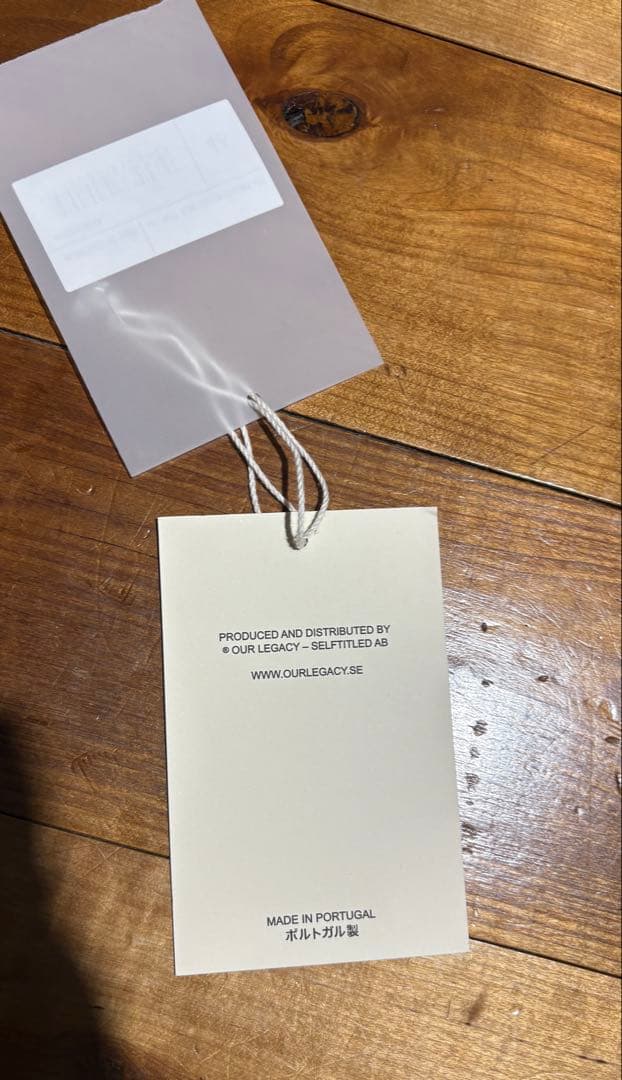 PRODUCED AND DISTRIBUTED BY
® OUR LEGACY – SELFTITLED AB
WWW.OURLEGACY.SE
MADE IN PORTUGAL
ポルトガル製